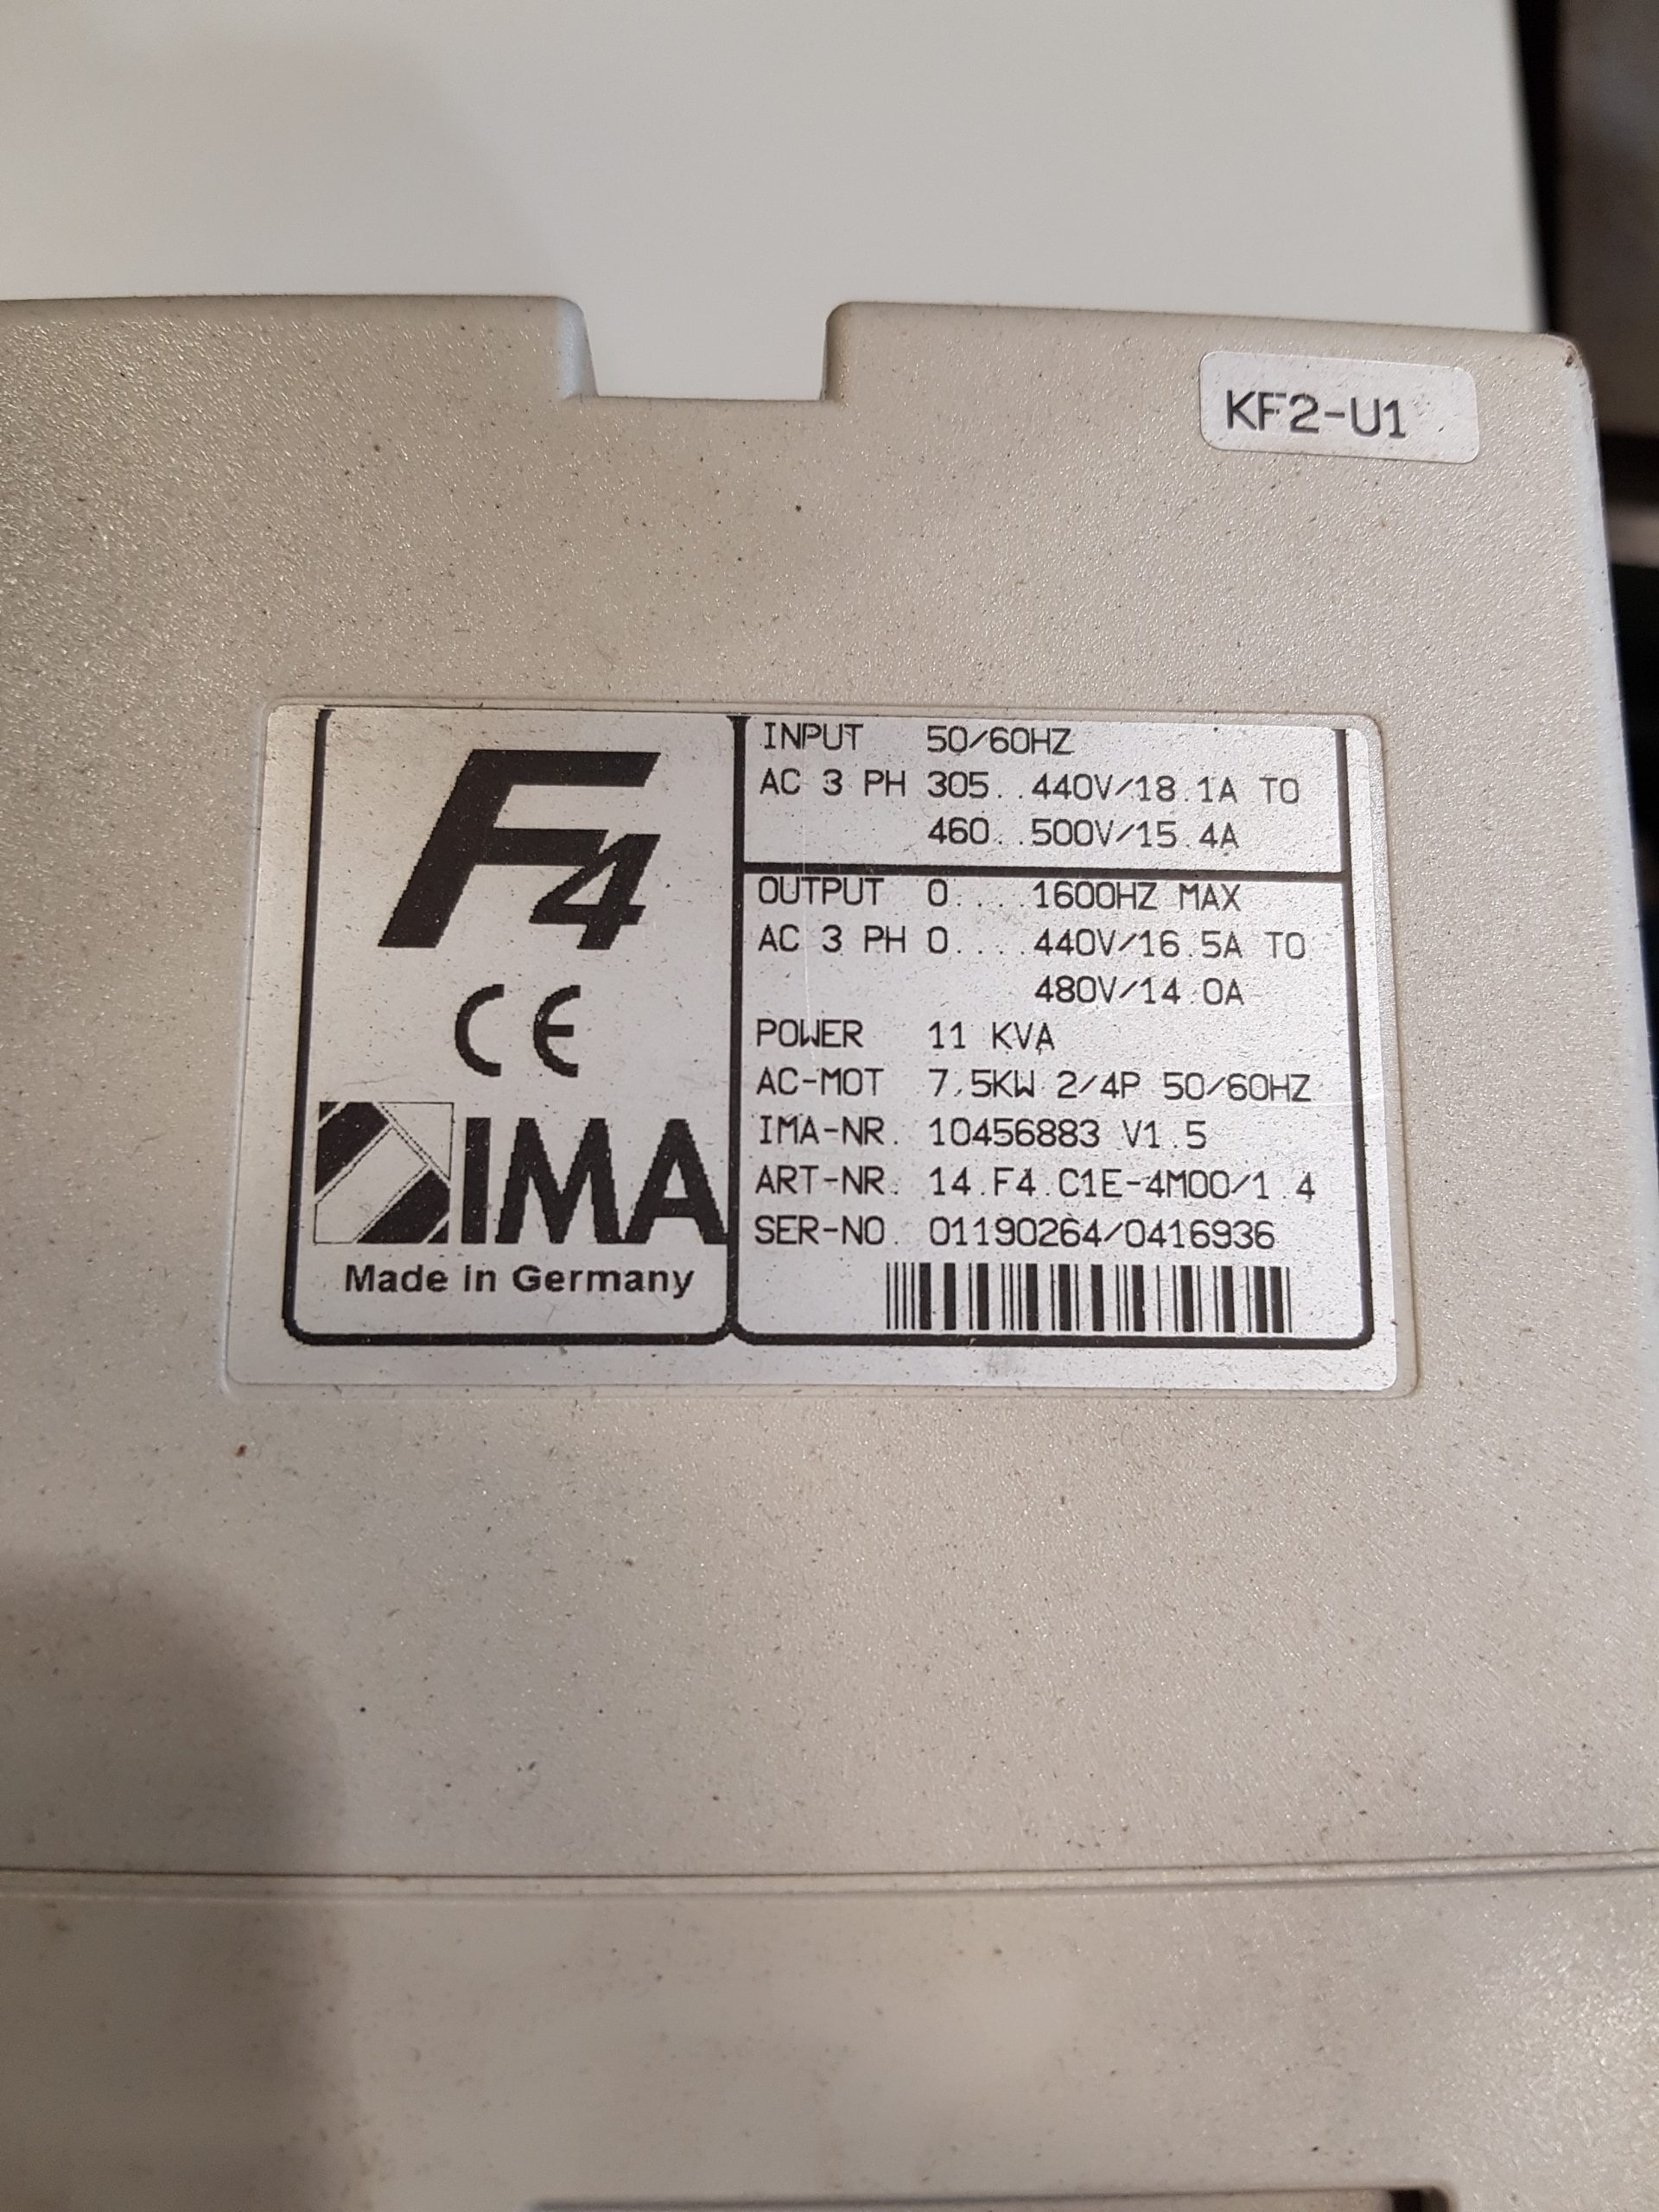 KF2-U1
F4
CE
IMA
Made in Germany
INPUT 50/60HZ
AC 3 PH 305..440V/18.1A TO
460..500V/15.4A
OUTPUT 0....1600HZ MAX
AC 3 PH 0....440V/16.5A TO
480V/14.0A
POWER 11 KVA
AC-MOT 7,5KW 2/4P 50/60HZ
IMA-NR. 10456883 V1.5
ART-NR. 14.F4.C1E-4M00/1.4
SER-NO. 01190264/0416936